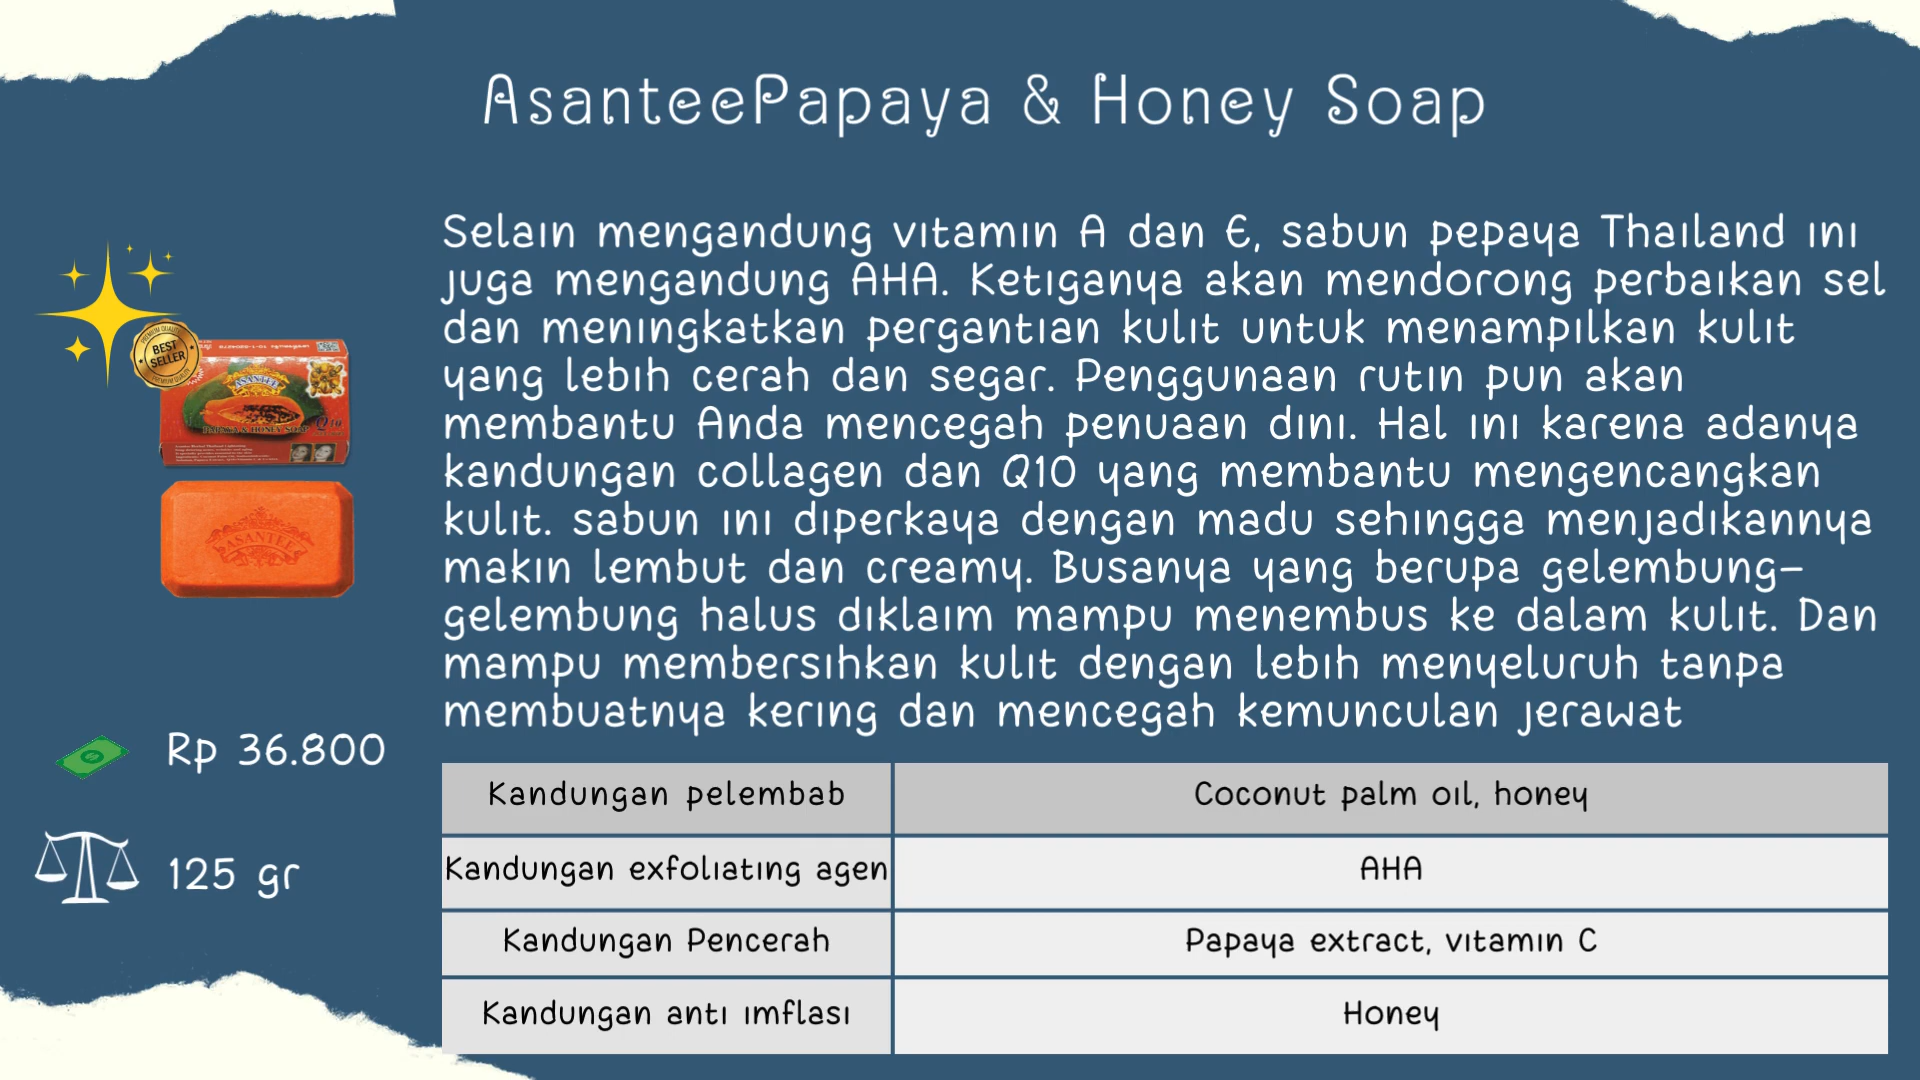 AsanteePapaya & Honey Soap
Selain mengandung vitamin A dan E, sabun pepaya Thailand ini
juga mengandung AHA. Ketiganya akan mendorong perbaikan sel
dan meningkatkan pergantian kulit untuk menampilkan kulit
yang lebih cerah dan segar. Penggunaan rutin pun akan
membantu Anda mencegah penuaan dini. Hal ini karena adanya
kandungan collagen dan Q10 yang membantu mengencangkan
kulit. sabun ini diperkaya dengan madu sehingga menjadikannya
makin lembut dan creamy. Busanya yang berupa gelembung-
gelembung halus diklaim mampu menembus ke dalam kulit. Dan
mampu membersihkan kulit dengan lebih menyeluruh tanpa
membuatnya kering dan mencegah kemunculan jerawat
PREMIUM QUALITY
BEST
SELLER
PREMIUM QUALITY
ASANTEE
PAPAYA & HONEY SOAP
Q10
ASANTEE
Rp 36.800
125 gr
Kandungan pelembab Coconut palm oil, honey
Kandungan exfoliating agen AHA
Kandungan Pencerah Papaya extract, vitamin C
Kandungan anti imflasi Honey